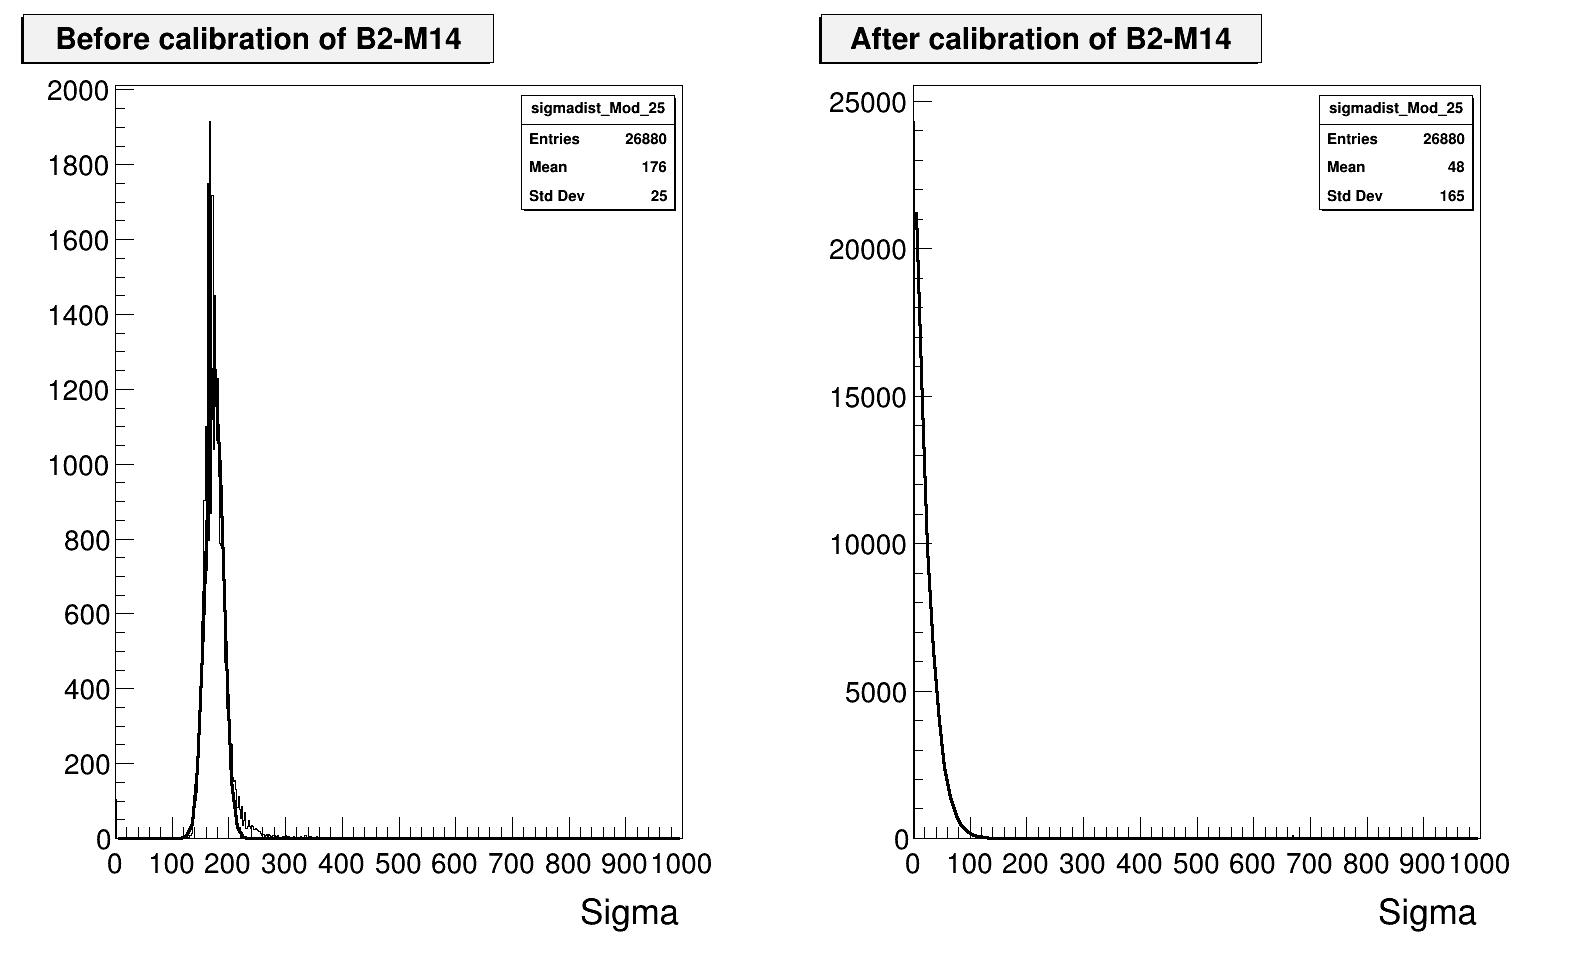 Before calibration of B2-M14
2000
1800
1600
1400
1200
1000
800
600
400
200
0
0 100 200 300 400 500 600 700 800 900 1000
Sigma
sigmadist_Mod_25
Entries 26880
Mean 176
Std Dev 25
After calibration of B2-M14
25000
20000
15000
10000
5000
0
0 100 200 300 400 500 600 700 800 900 1000
Sigma
sigmadist_Mod_25
Entries 26880
Mean 48
Std Dev 165